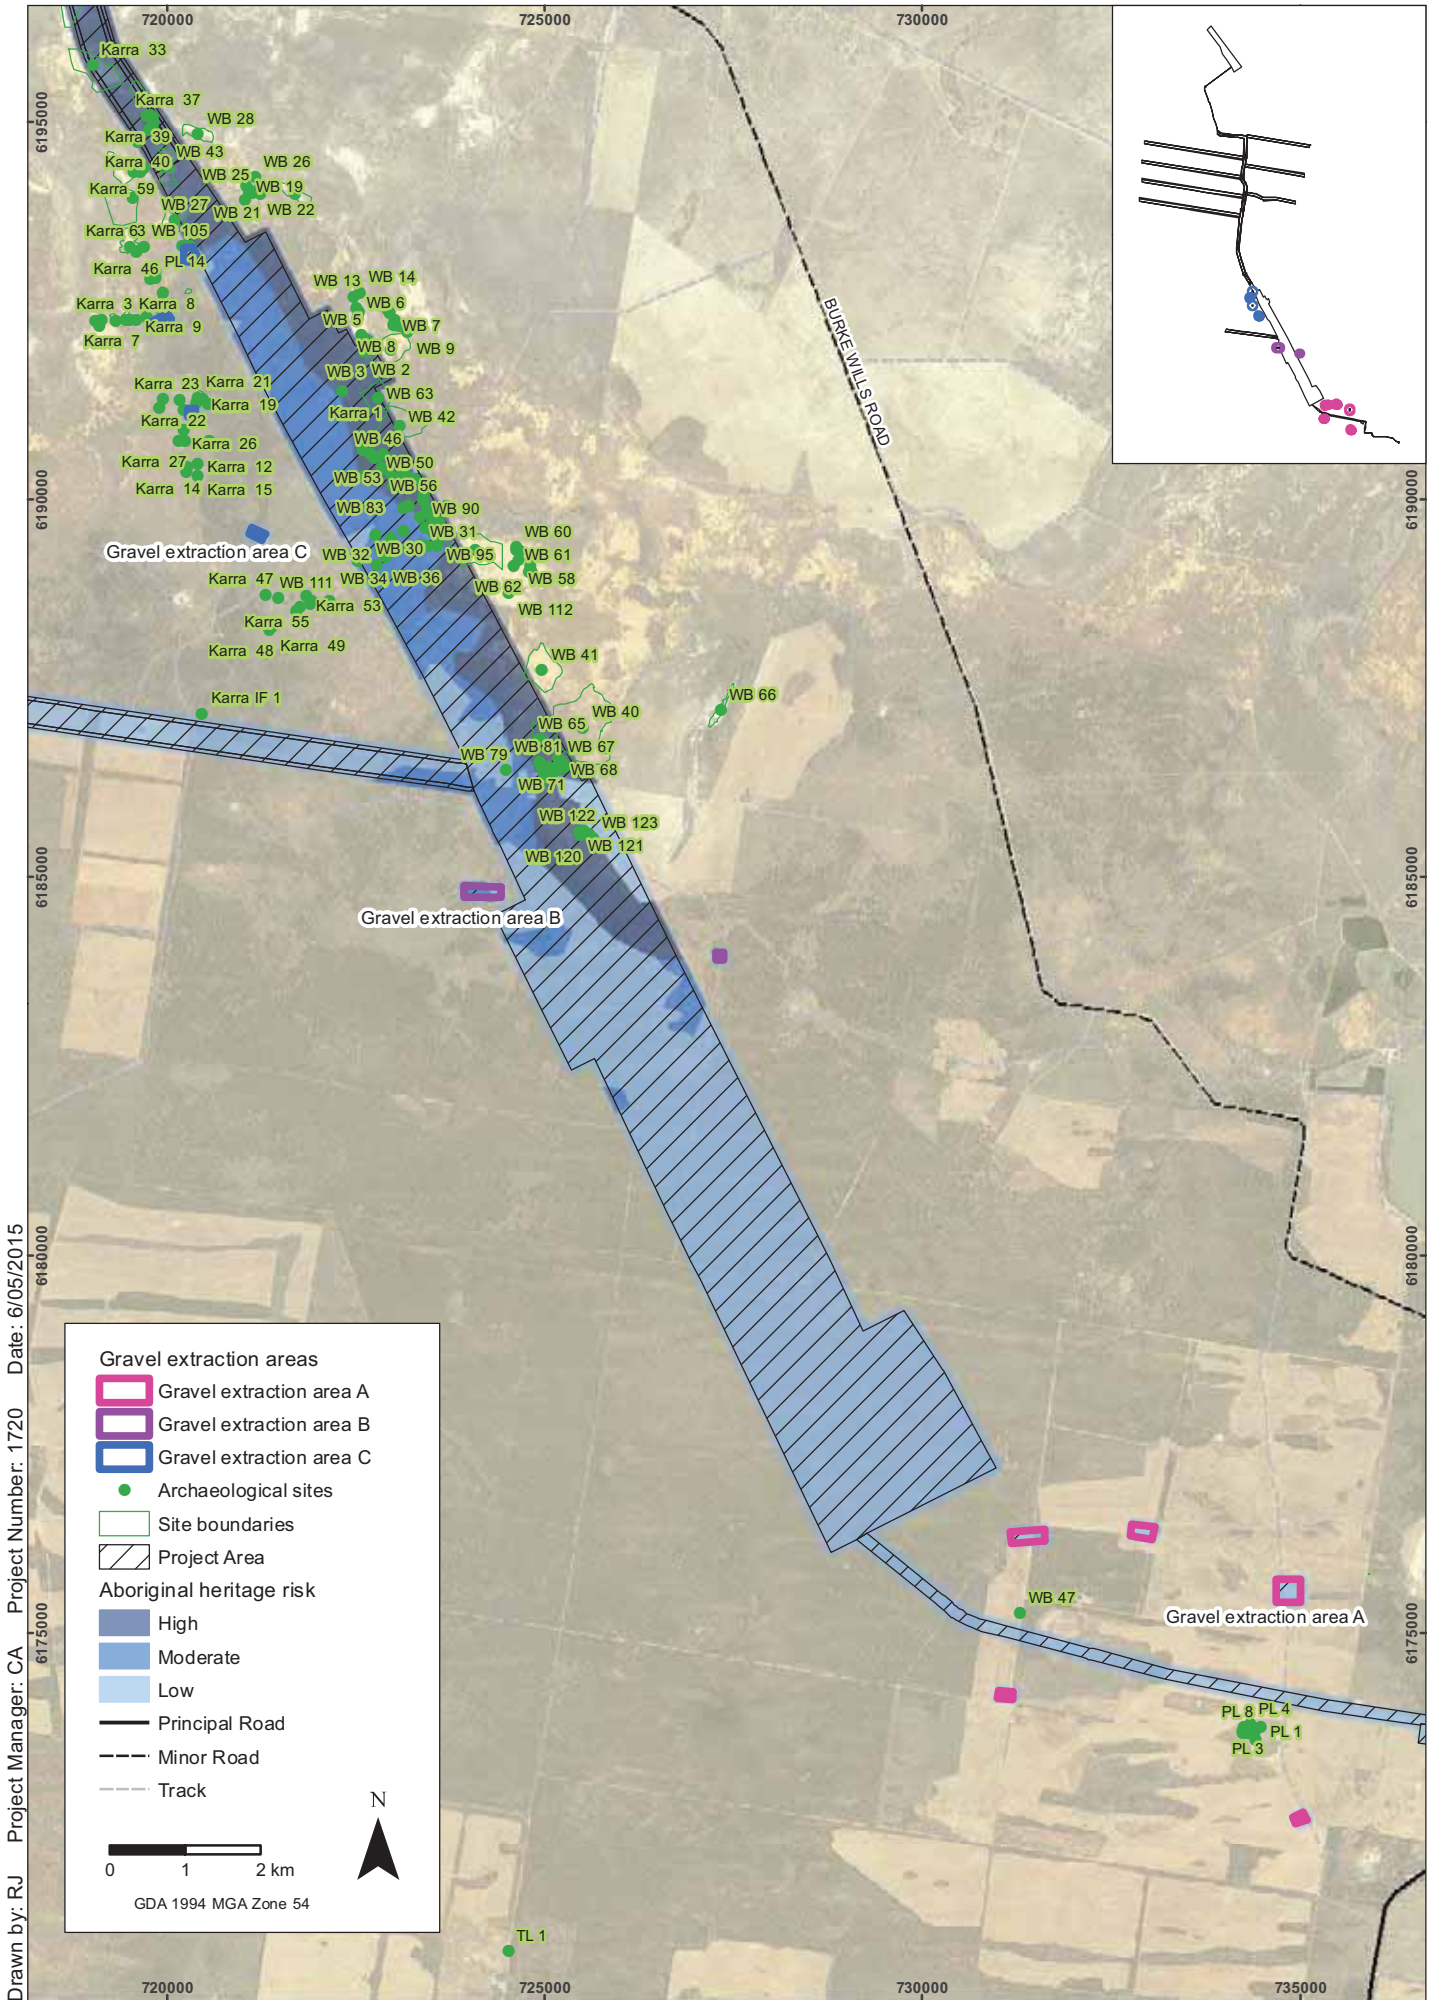 720000
725000
730000
6195000
6190000
6185000
6180000
6175000
6190000
6185000
6180000
6175000
720000
725000
730000
735000
BURKE WILLS ROAD
Karra 33
Karra 37
WB 28
Karra 39
WB 43
Karra 40
WB 26
WB 25
WB 19
Karra 59
WB 27
WB 21
WB 22
Karra 63
WB 105
PL 14
Karra 46
WB 13
WB 14
Karra 3
Karra 8
WB 6
WB 5
Karra 9
WB 7
Karra 7
WB 8
WB 9
WB 3
WB 2
Karra 23
Karra 21
WB 63
Karra 19
Karra 1
WB 42
Karra 22
WB 46
Karra 26
Karra 27
Karra 12
WB 50
WB 53
Karra 14
Karra 15
WB 56
WB 83
WB 90
WB 31
WB 60
Gravel extraction area C
WB 32
WB 30
WB 95
WB 61
Karra 47
WB 111
WB 34
WB 36
WB 58
WB 62
Karra 53
WB 112
Karra 55
Karra 48
Karra 49
WB 41
Karra IF 1
WB 66
WB 40
WB 65
WB 79
WB 81
WB 67
WB 68
WB 71
WB 122
WB 123
WB 121
WB 120
Gravel extraction area B
WB 47
Gravel extraction area A
PL 8
PL 4
PL 1
PL 3
TL 1
Gravel extraction areas
Gravel extraction area A
Gravel extraction area B
Gravel extraction area C
Archaeological sites
Site boundaries
Project Area
Aboriginal heritage risk
High
Moderate
Low
Principal Road
Minor Road
Track
N
0 1 2 km
GDA 1994 MGA Zone 54
Drawn by: RJ Project Manager: CA Project Number: 1720 Date: 6/05/2015